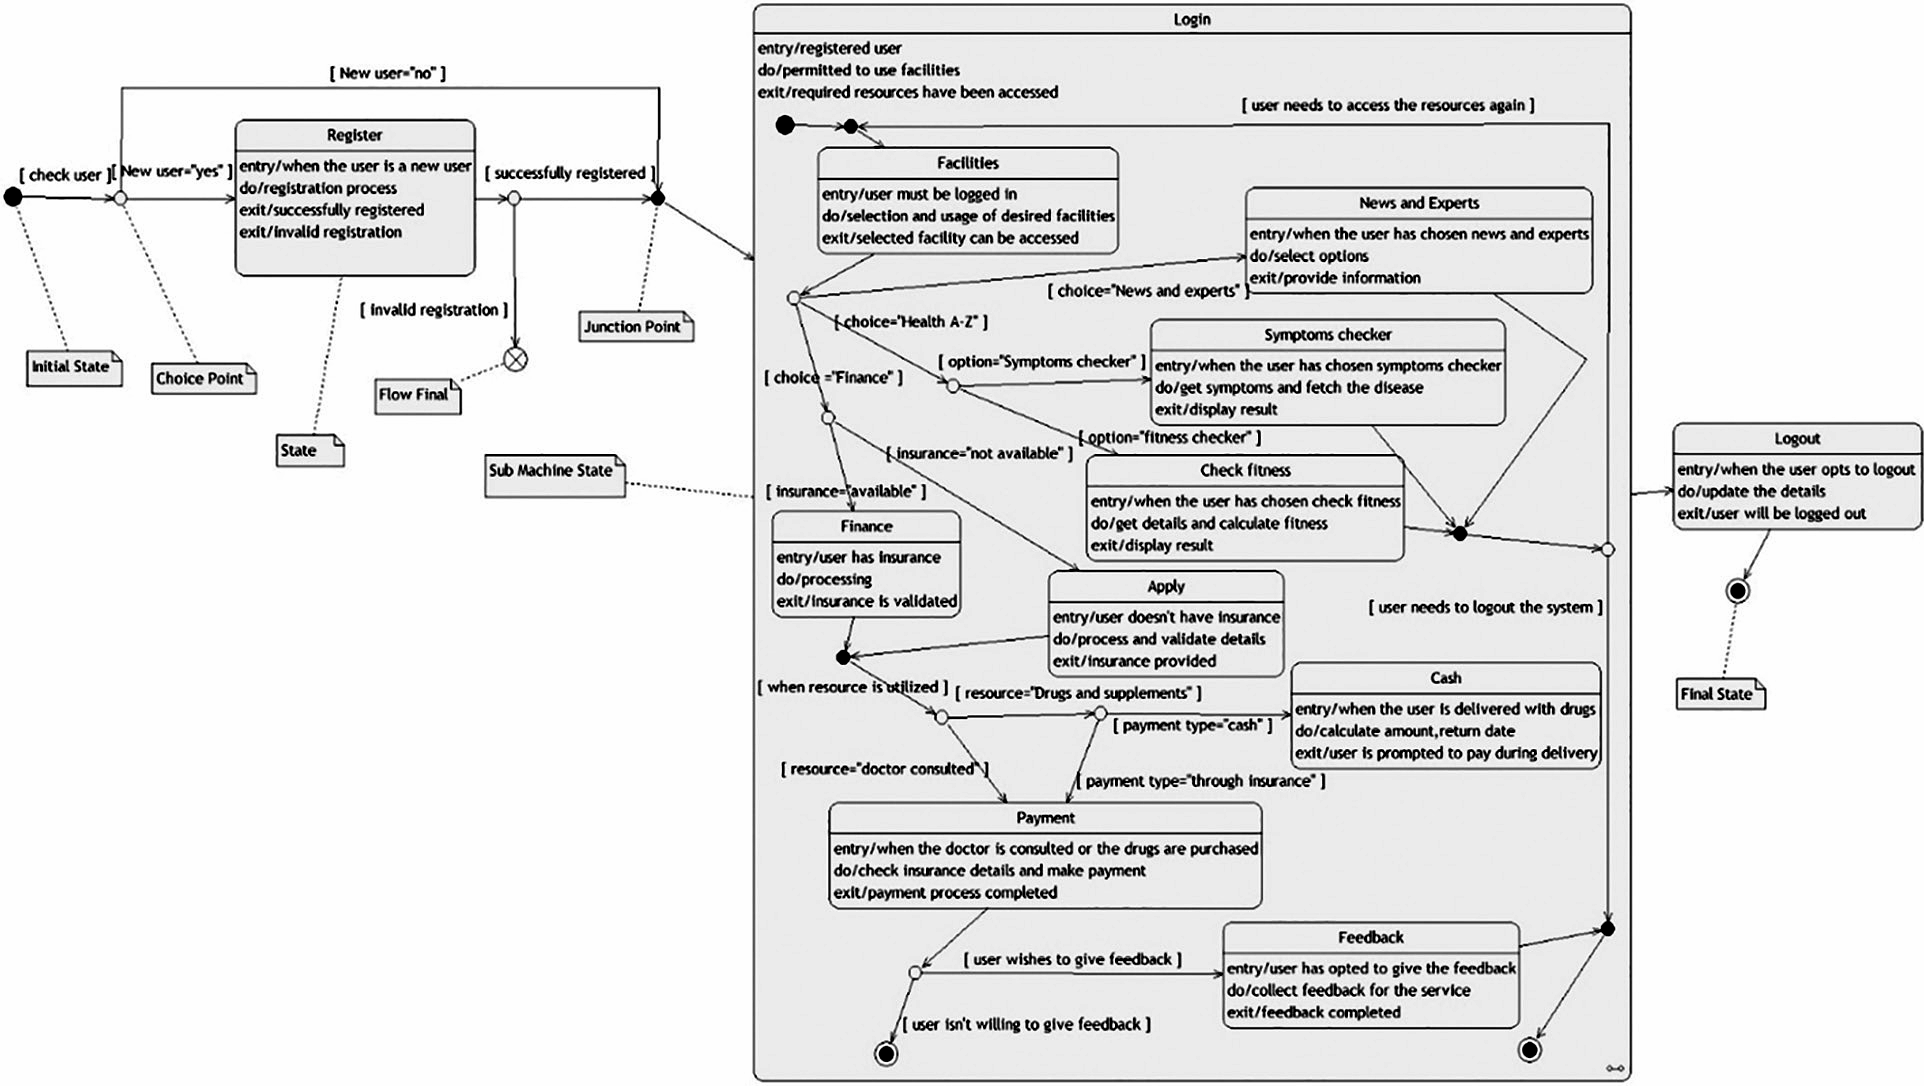 [ New user="no" ]
[ check user ]
[ New user="yes" ]
Register
entry/when the user is a new user
do/registration process
exit/successfully registered
exit/invalid registration
[ successfully registered ]
[ invalid registration ]
Initial State
Choice Point
State
Flow Final
Junction Point
Sub Machine State
Login
entry/registered user
do/permitted to use facilities
exit/required resources have been accessed
[ user needs to access the resources again ]
Facilities
entry/user must be logged in
do/selection and usage of desired facilities
exit/selected facility can be accessed
News and Experts
entry/when the user has chosen news and experts
do/select options
exit/provide information
[ choice="News and experts" ]
[ choice="Health A-Z" ]
[ choice ="Finance" ]
Symptoms checker
entry/when the user has chosen symptoms checker
do/get symptoms and fetch the disease
exit/display result
[ option="Symptoms checker" ]
[ option="fitness checker" ]
[ insurance="not available" ]
[ insurance="available" ]
Check fitness
entry/when the user has chosen check fitness
do/get details and calculate fitness
exit/display result
Finance
entry/user has insurance
do/processing
exit/insurance is validated
Apply
entry/user doesn't have insurance
do/process and validate details
exit/insurance provided
[ user needs to logout the system ]
[ when resource is utilized ]
[ resource="Drugs and supplements" ]
[ payment type="cash" ]
Cash
entry/when the user is delivered with drugs
do/calculate amount,return date
exit/user is prompted to pay during delivery
[ resource="doctor consulted" ]
[ payment type="through insurance" ]
Payment
entry/when the doctor is consulted or the drugs are purchased
do/check insurance details and make payment
exit/payment process completed
[ user wishes to give feedback ]
Feedback
entry/user has opted to give the feedback
do/collect feedback for the service
exit/feedback completed
[ user isn't willing to give feedback ]
Logout
entry/when the user opts to logout
do/update the details
exit/user will be logged out
Final State